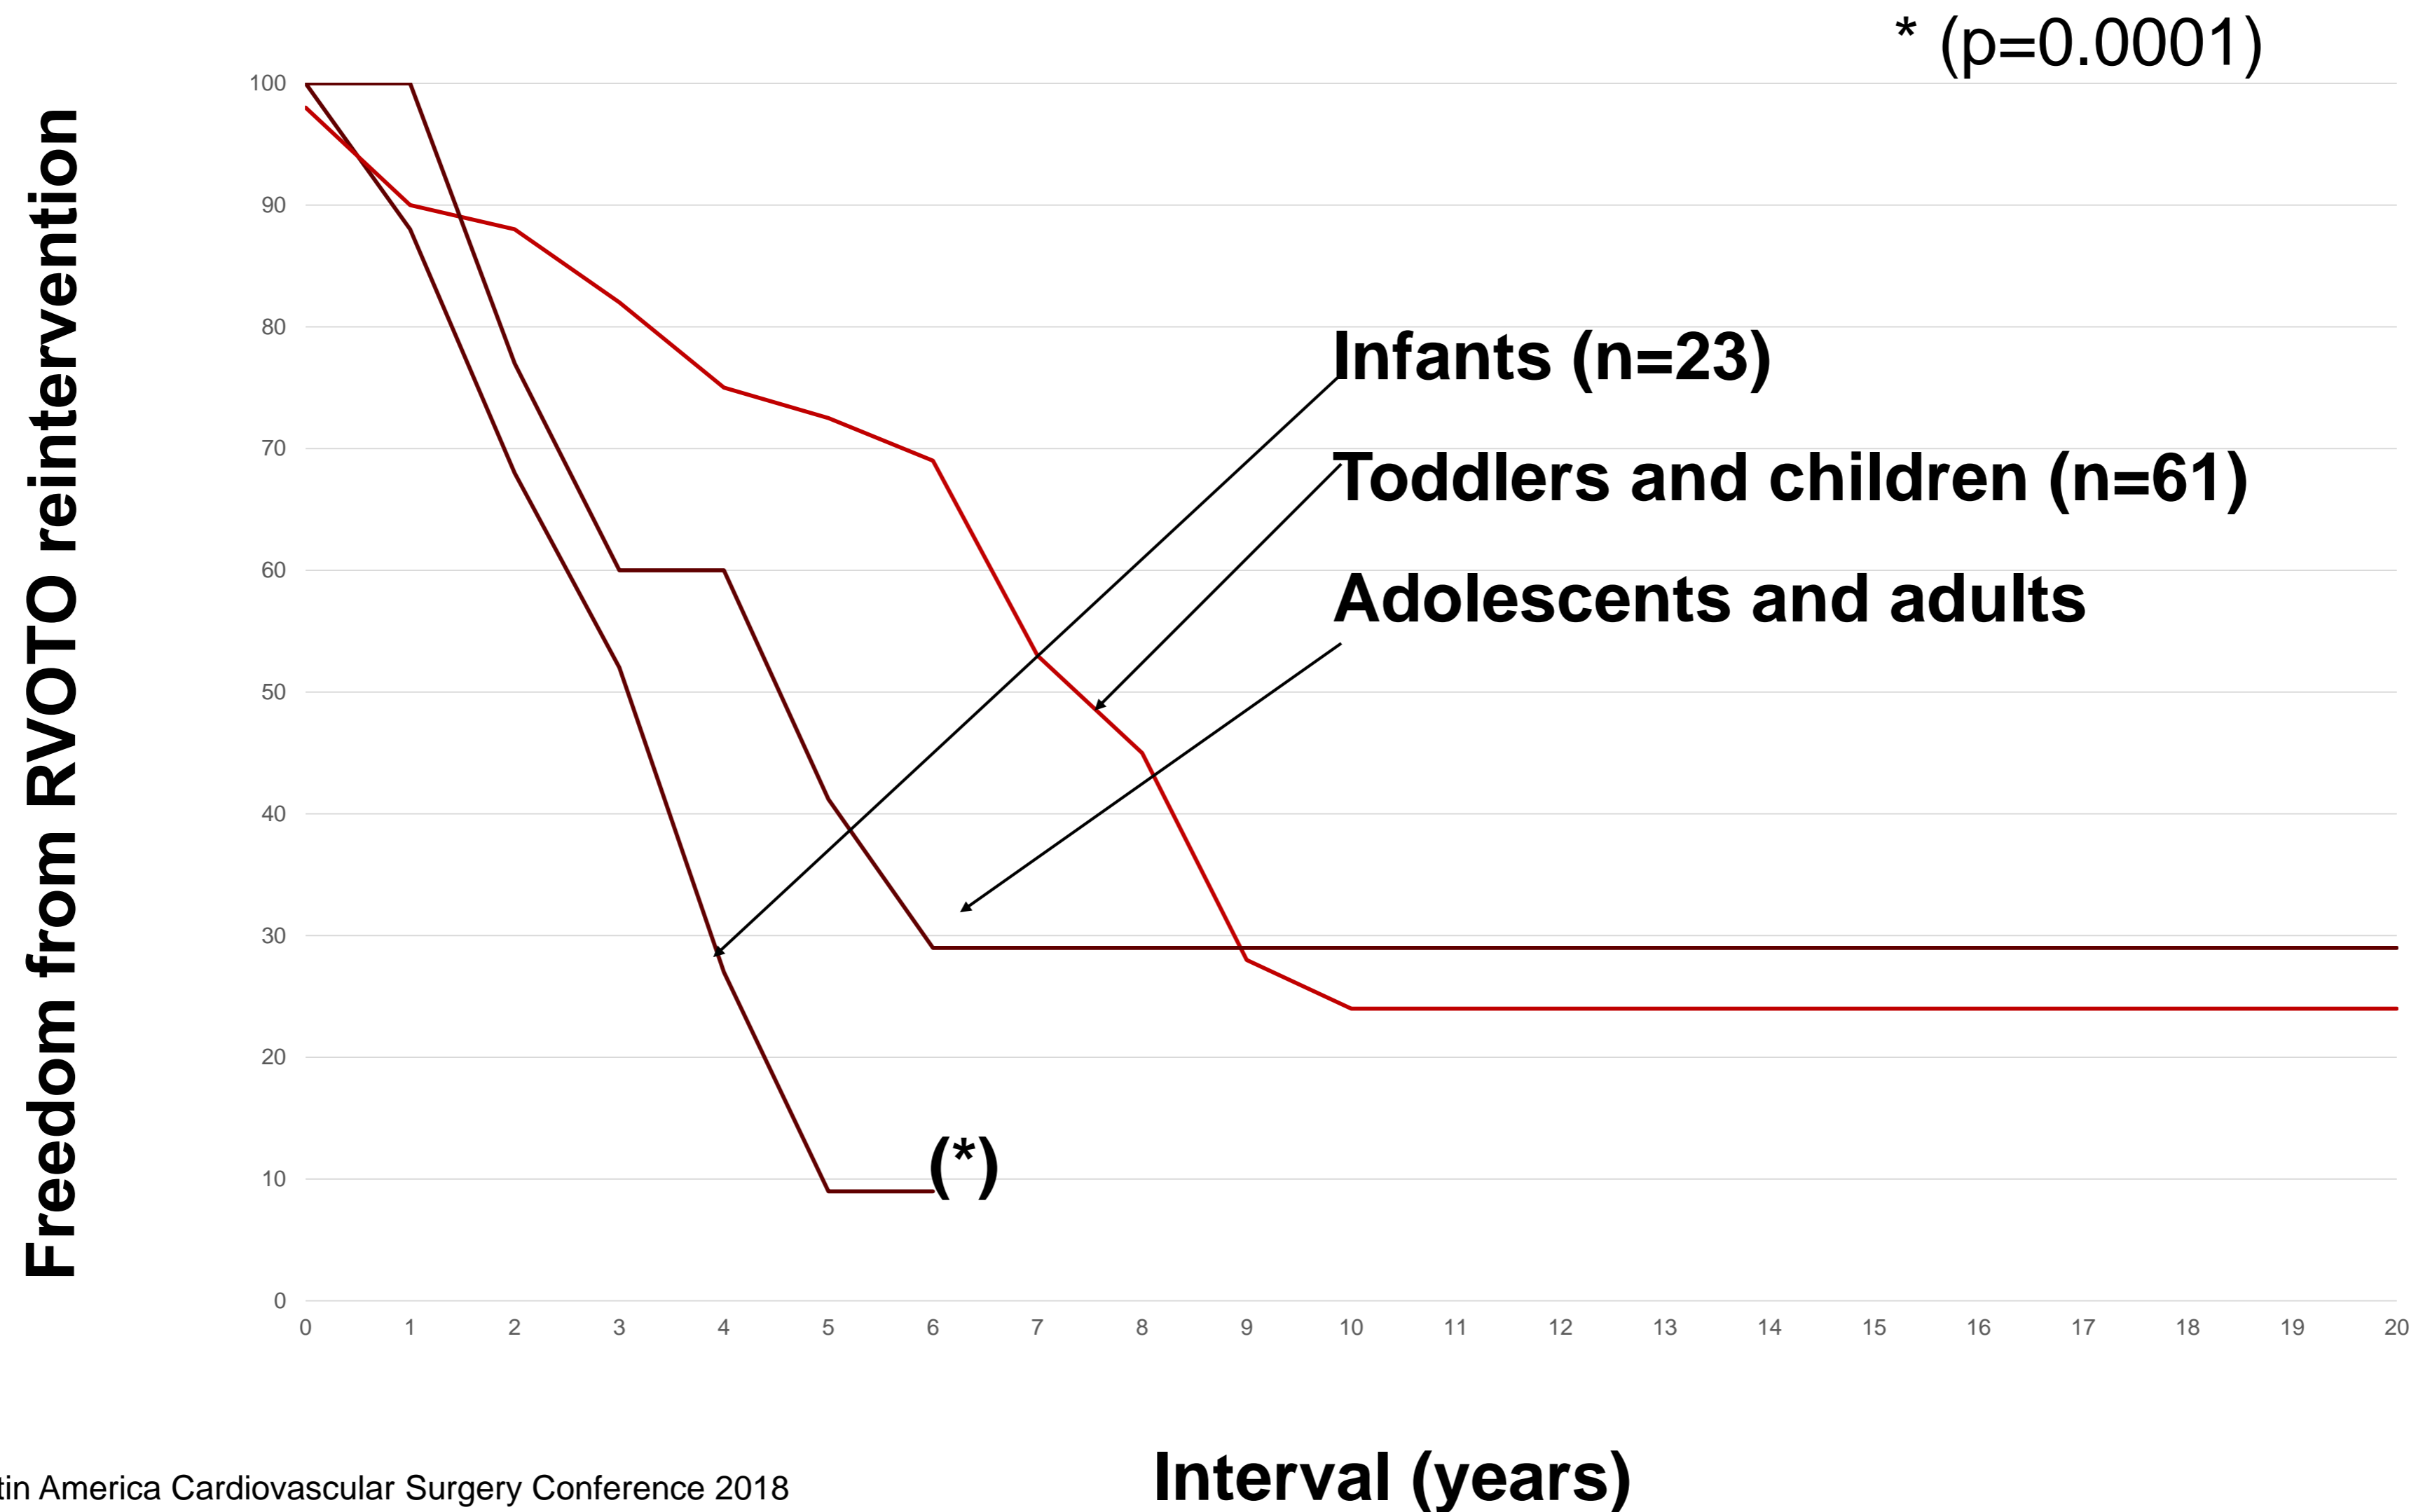 * (p=0.0001)
Freedom from RVOTO reintervention
100
90
80
70
60
50
40
30
20
10
0
Infants (n=23)
Toddlers and children (n=61)
Adolescents and adults
(*)
0 1 2 3 4 5 6 7 8 9 10 11 12 13 14 15 16 17 18 19 20
Interval (years)
tin America Cardiovascular Surgery Conference 2018